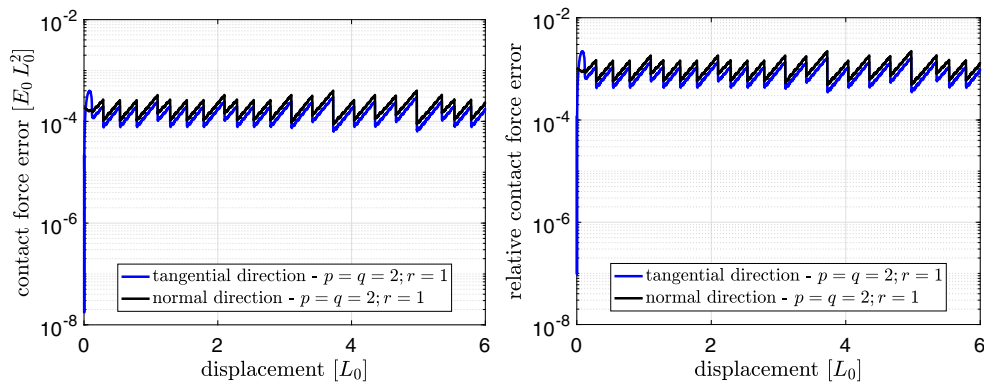 10^-2
10^-4
10^-6
10^-8
contact force error [E_0 L_0^2]
tangential direction - p = q = 2; r = 1
normal direction - p = q = 2; r = 1
0 2 4 6
displacement [L_0]
10^-2
10^-4
10^-6
10^-8
relative contact force error
tangential direction - p = q = 2; r = 1
normal direction - p = q = 2; r = 1
0 2 4 6
displacement [L_0]